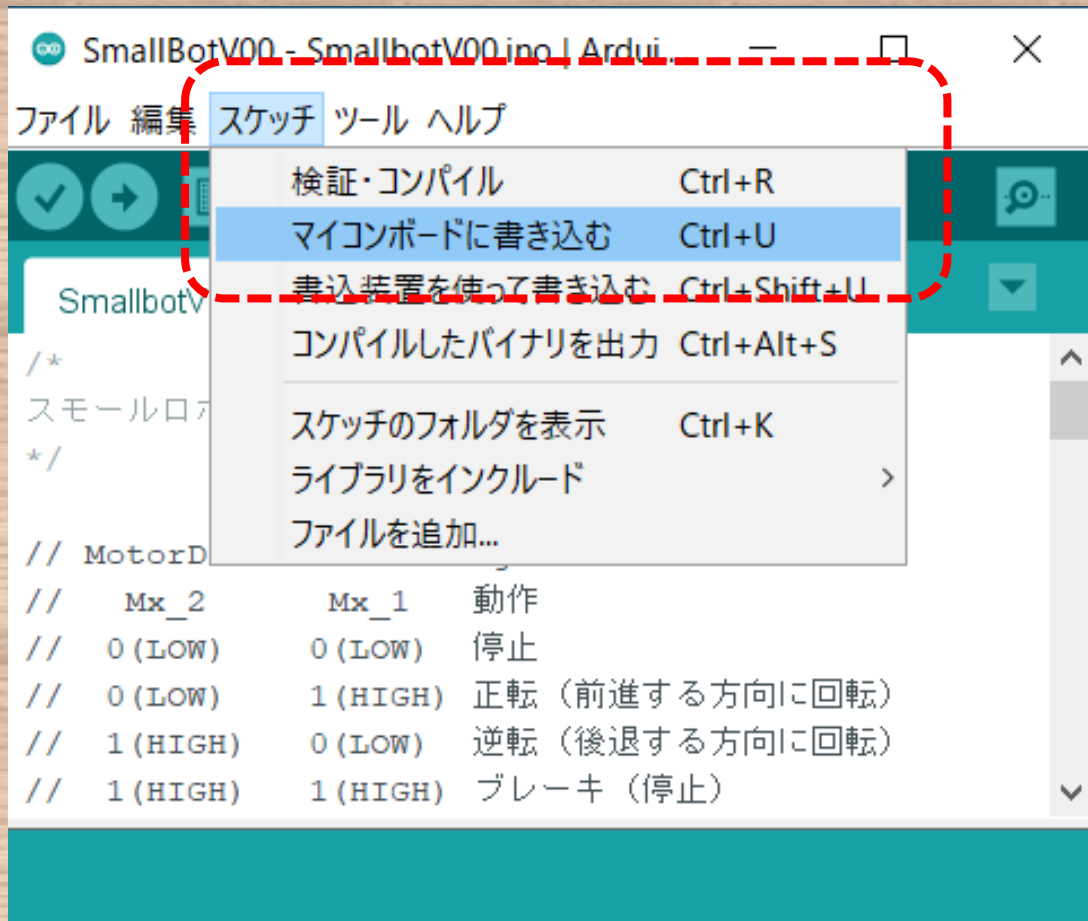 SmallBotV00 - SmallbotV00.ino | Ardui...
ファイル 編集 スケッチ ツール ヘルプ
検証・コンパイル Ctrl+R
マイコンボードに書き込む Ctrl+U
書込装置を使って書き込む Ctrl+Shift+U
コンパイルしたバイナリを出力 Ctrl+Alt+S
スケッチのフォルダを表示 Ctrl+K
ライブラリをインクルード
ファイルを追加...
SmallbotV
/*
スモールロボ
*/
// MotorD
// Mx_2 Mx_1 動作
// 0(LOW) 0(LOW) 停止
// 0(LOW) 1(HIGH) 正転（前進する方向に回転）
// 1(HIGH) 0(LOW) 逆転（後退する方向に回転）
// 1(HIGH) 1(HIGH) ブレーキ（停止）